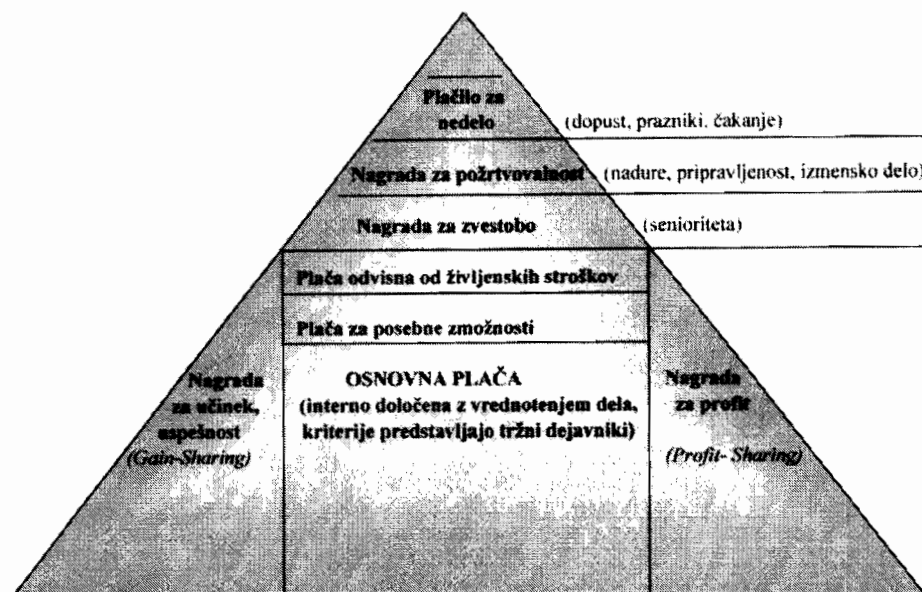 Plačilo za
nedelo
(dopust, prazniki. čakanje)
Nagrada za požrtvovalnost
(nadure, pripravljenost, izmensko delo)
Nagrada za zvestobo
(senioriteta)
Plača odvisna od življenskih stroškov
Plača za posebne zmožnosti
Nagrada
za učinek,
uspešnost
(Gain-Sharing)
OSNOVNA PLAČA
(interno določena z vrednotenjem dela,
kriterije predstavljajo tržni dejavniki)
Nagrada
za profit
(Profit- Sharing)